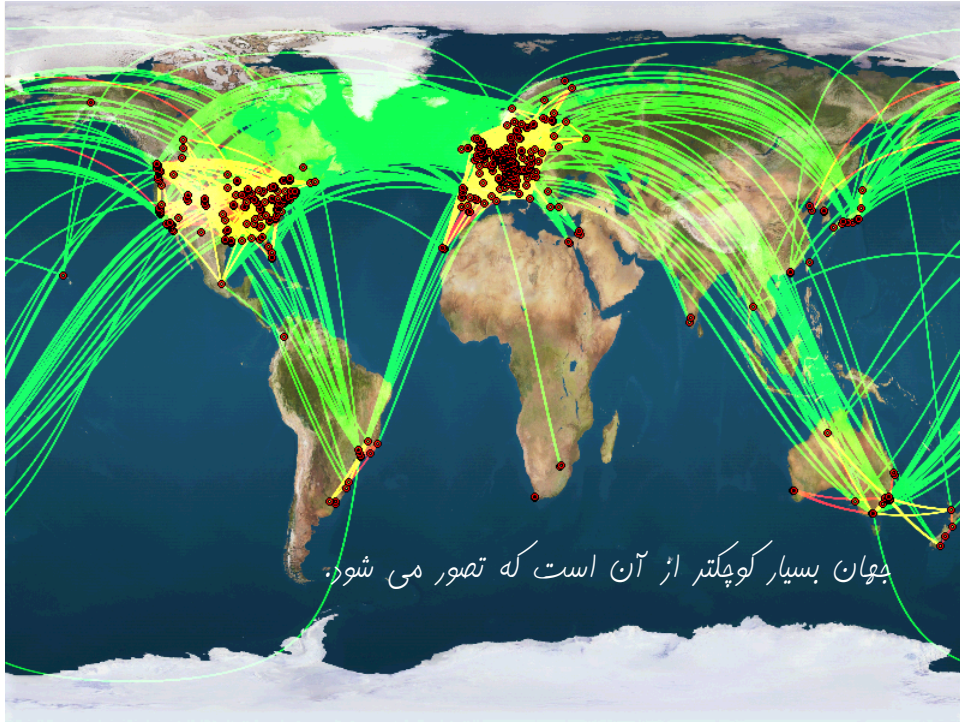 جهان بسیار کوچکتر از آن است که تصور می شود.